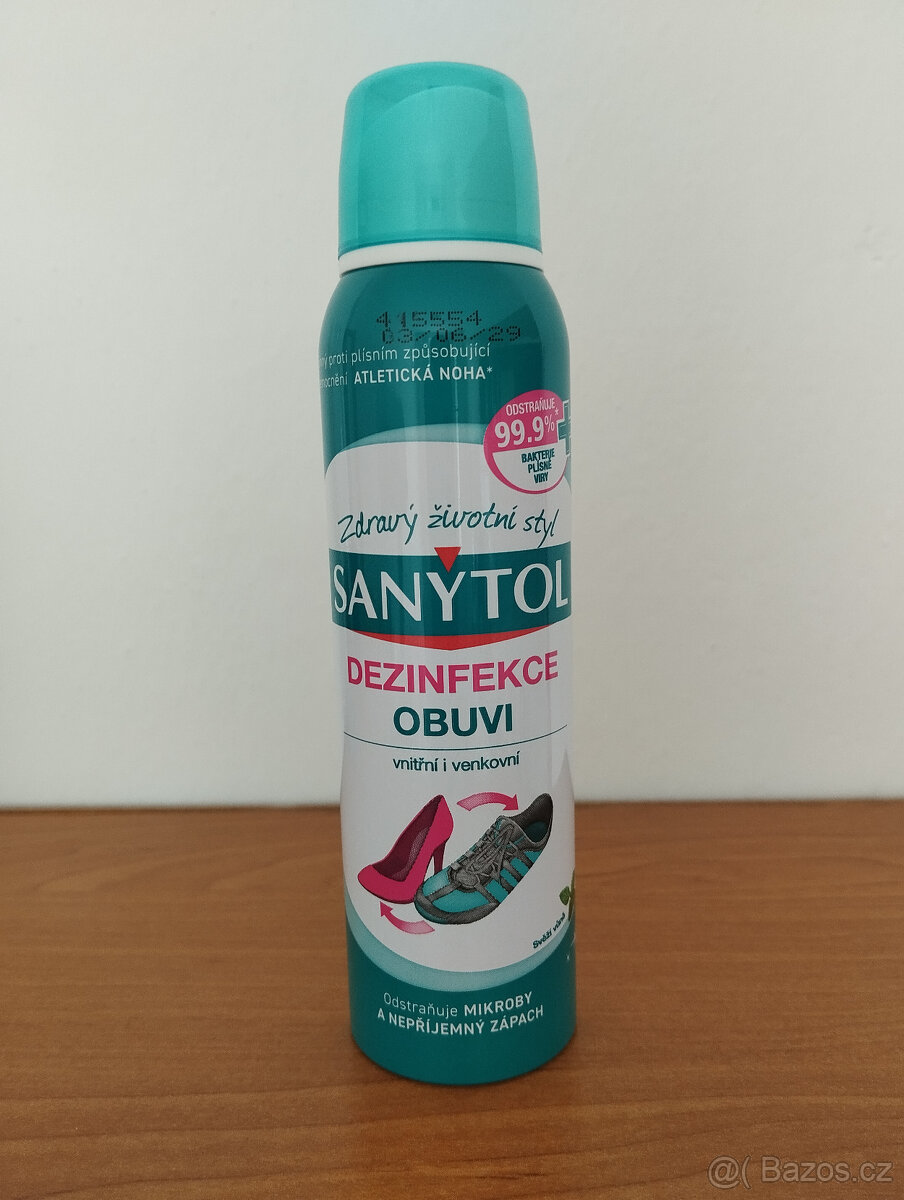 415554
03/06/29
proti plísním způsobující
ATLETICKÁ NOHA*
ODSTRAŇUJE
99.9%*
BAKTERIE
PLÍSNĚ
VIRY
Zdravý životní styl
SANYTOL
DEZINFEKCE
OBUVI
vnitřní i venkovní
Svěží vůně
Odstraňuje MIKROBY
A NEPŘÍJEMNÝ ZÁPACH
@( Bazos.cz